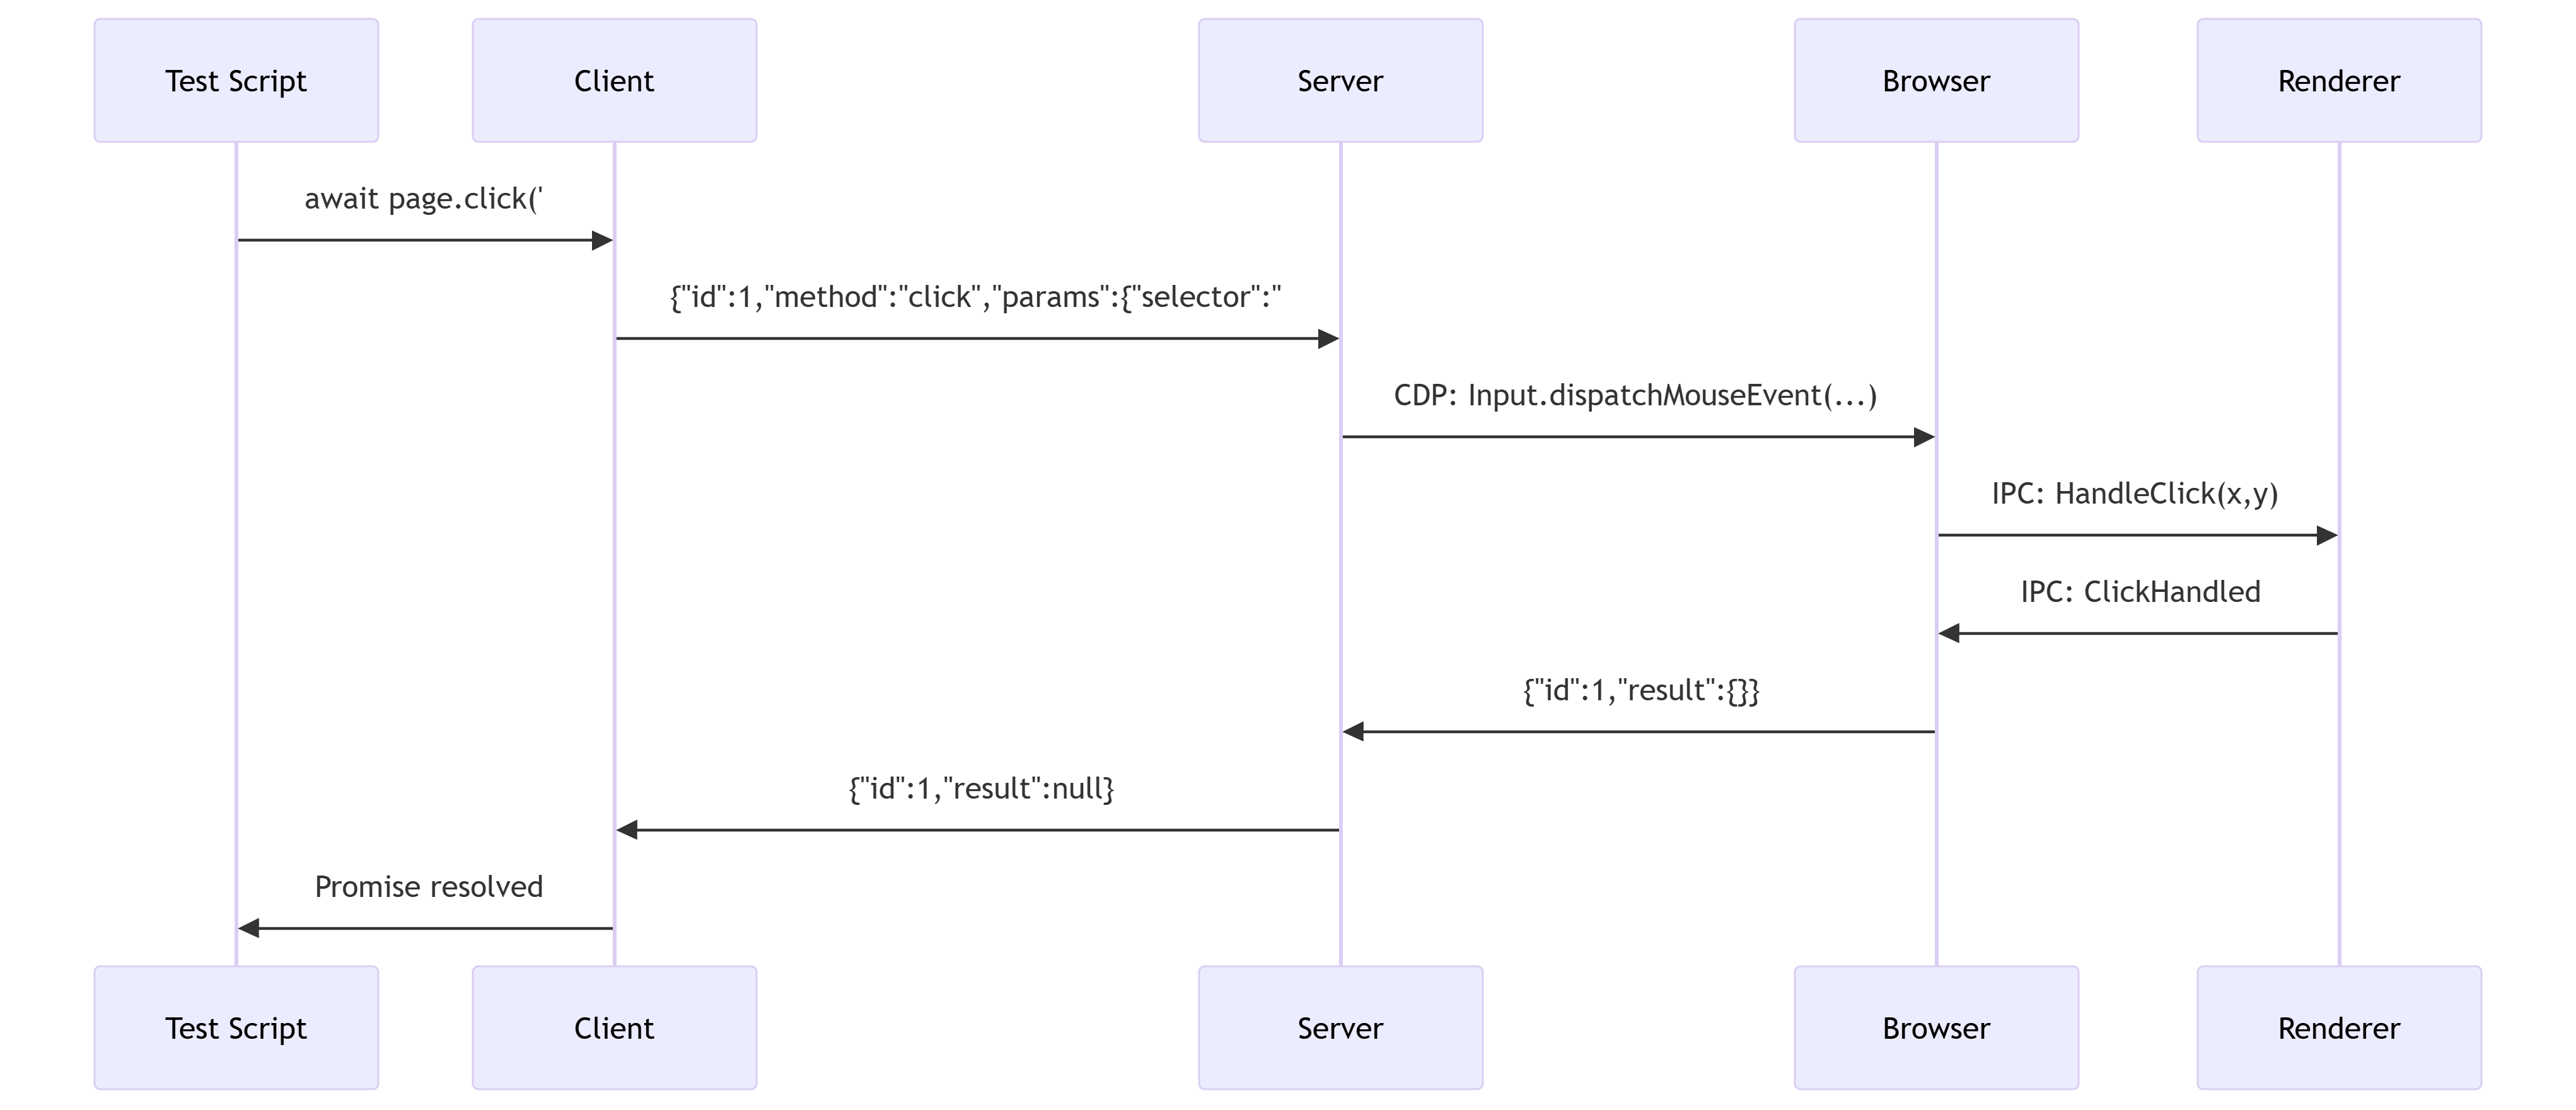 Test Script
Client
Server
Browser
Renderer
await page.click('
{"id":1,"method":"click","params":{"selector":"
CDP: Input.dispatchMouseEvent(...)
IPC: HandleClick(x,y)
IPC: ClickHandled
{"id":1,"result":{}}
{"id":1,"result":null}
Promise resolved
Test Script
Client
Server
Browser
Renderer